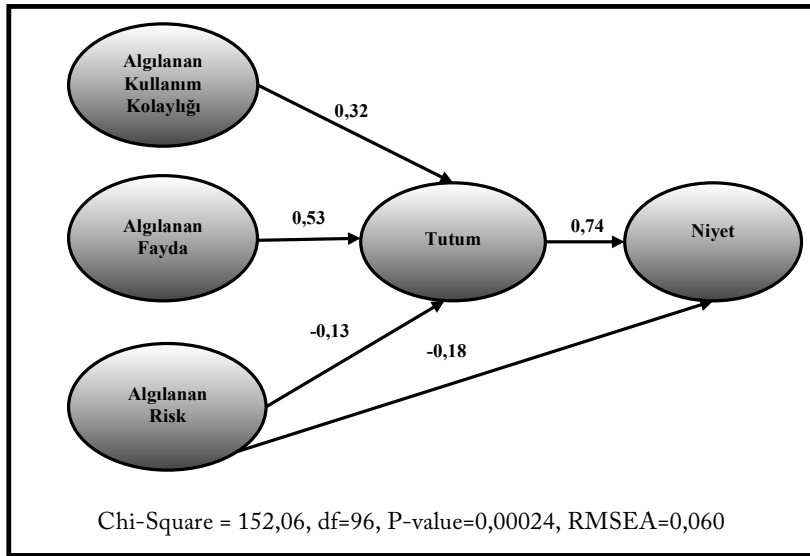 Algılanan
Kullanım
Kolaylığı
0,32
Algılanan
Fayda
0,53
Tutum
0,74
Niyet
-0,13
-0,18
Algılanan
Risk
Chi-Square = 152,06, df=96, P-value=0,00024, RMSEA=0,060